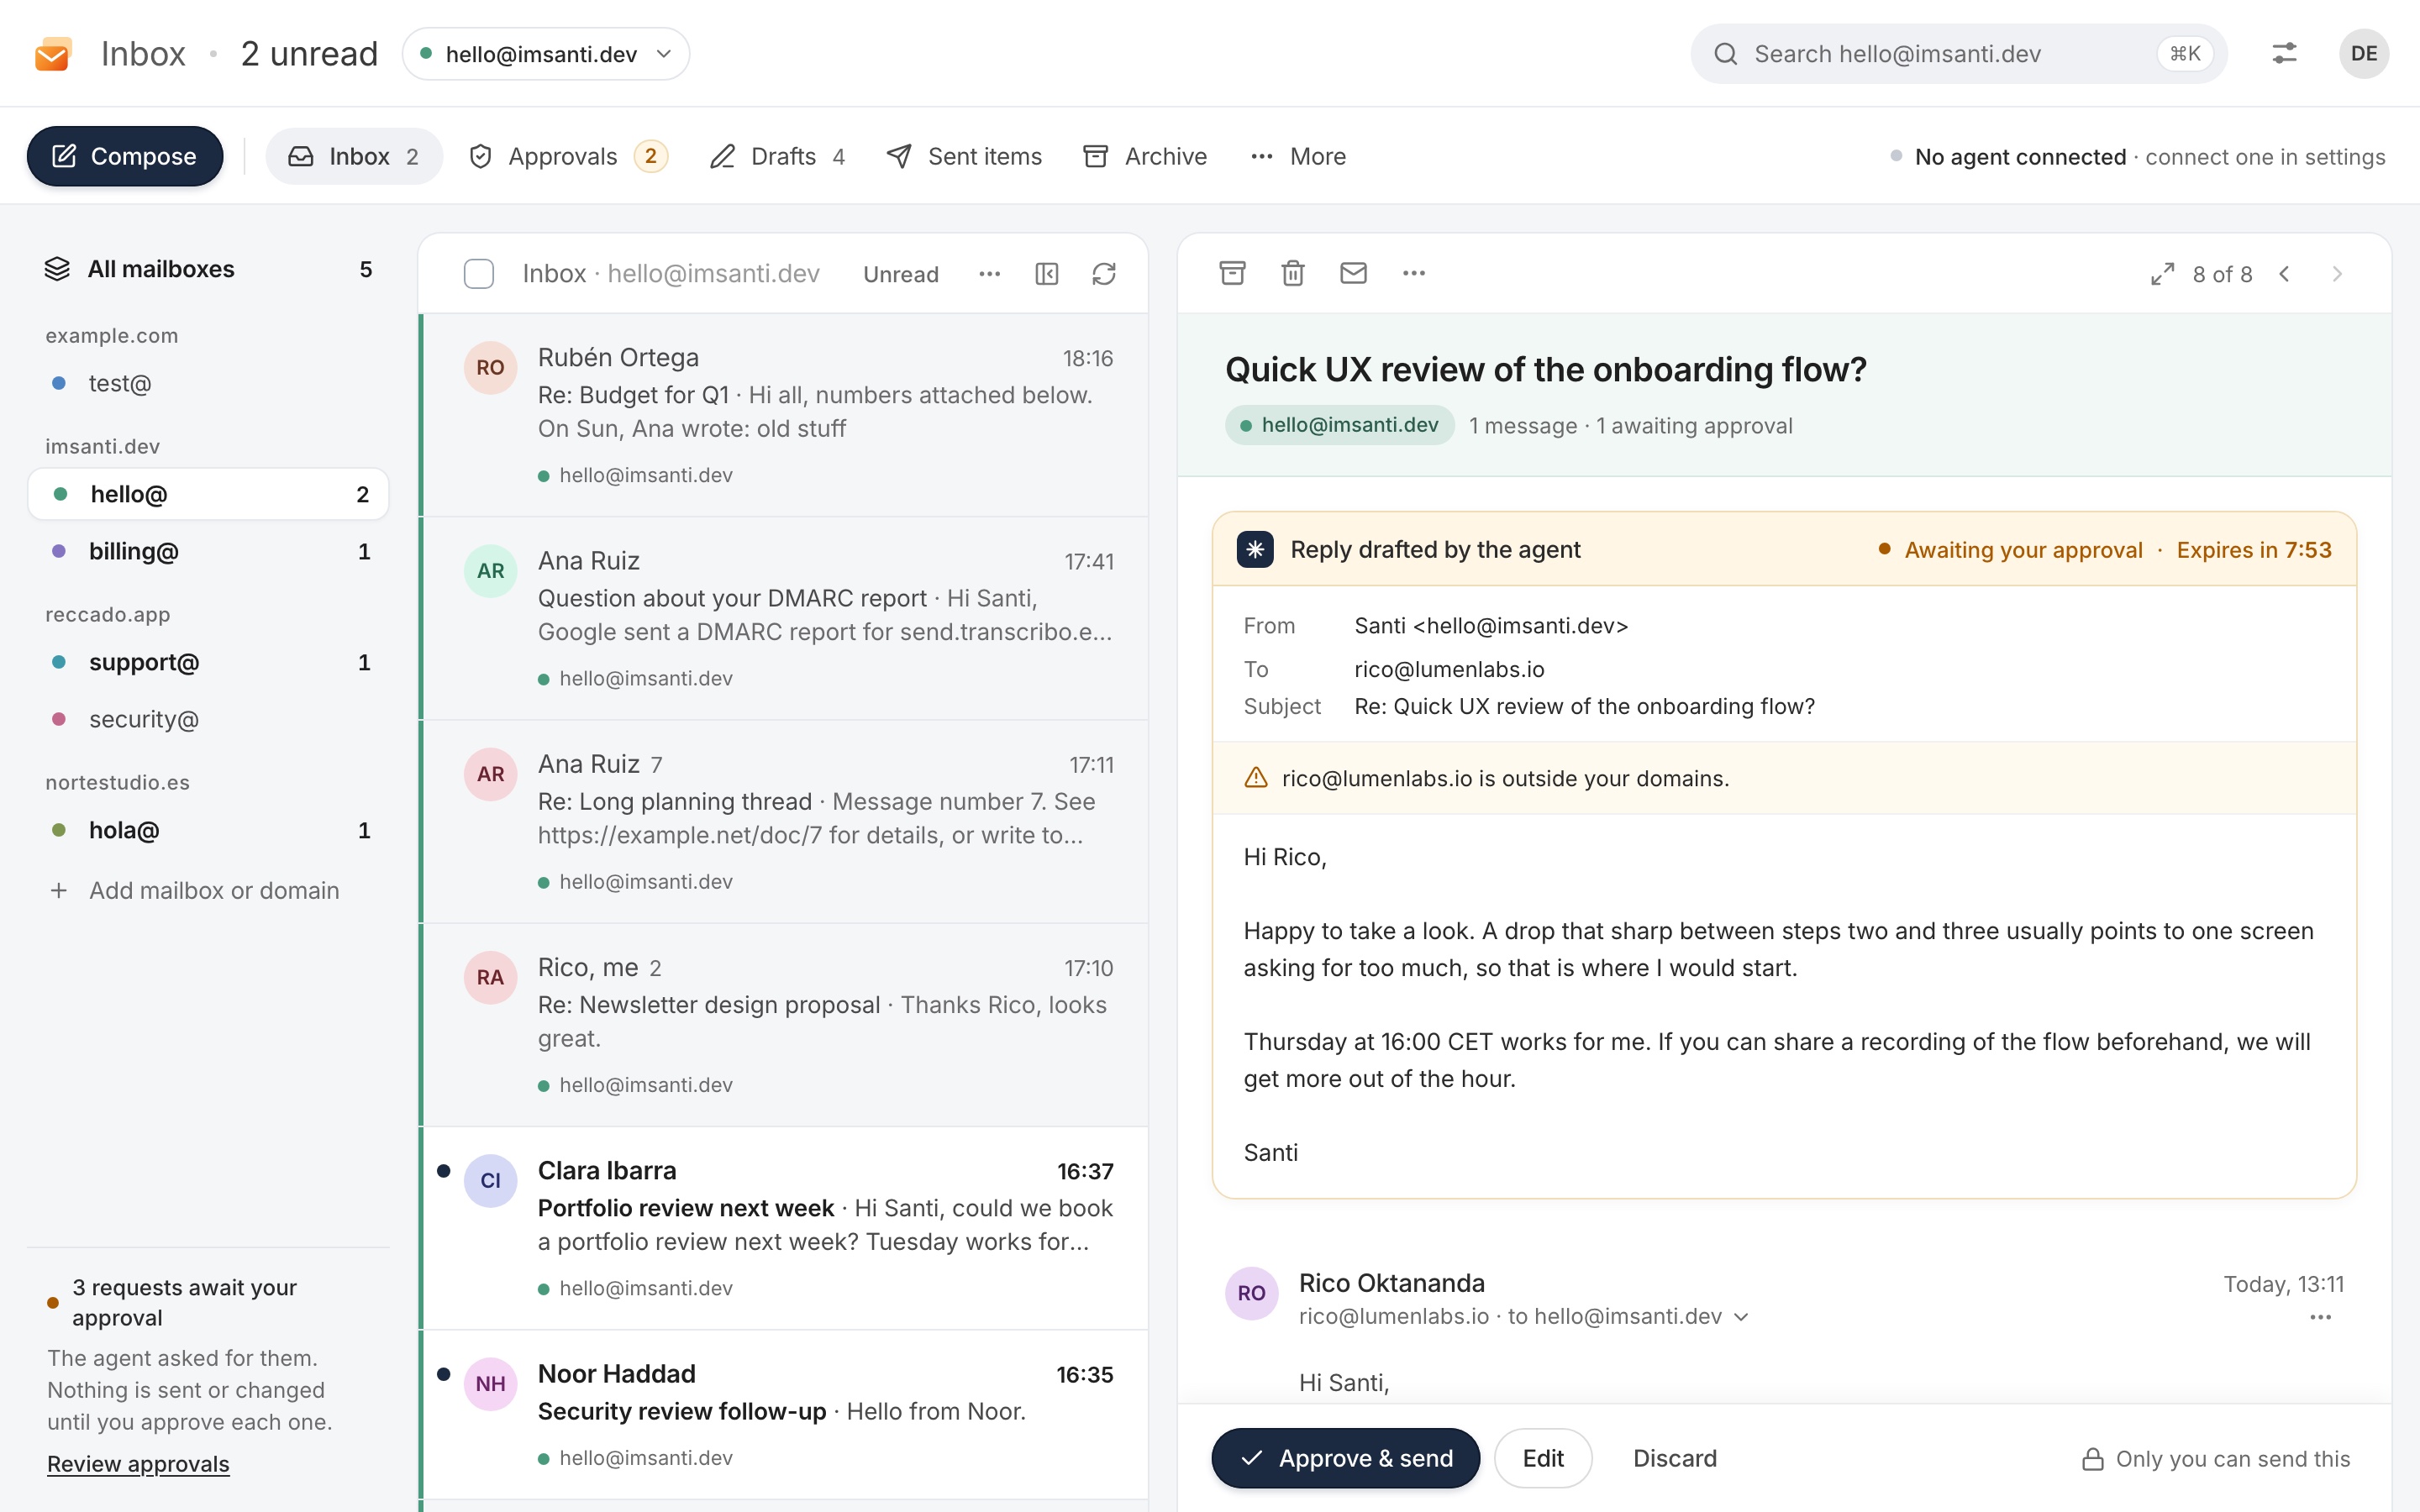 Inbox · 2 unread
hello@imsanti.dev
Search hello@imsanti.dev
⌘K
DE
Compose
Inbox 2
Approvals 2
Drafts 4
Sent items
Archive
More
No agent connected · connect one in settings
All mailboxes 5
example.com
test@
imsanti.dev
hello@ 2
billing@ 1
reccado.app
support@ 1
security@
nortestudio.es
hola@ 1
Add mailbox or domain
3 requests await your
approval
The agent asked for them.
Nothing is sent or changed
until you approve each one.
Review approvals
Inbox · hello@imsanti.dev
Unread
RO
Rubén Ortega 18:16
Re: Budget for Q1 · Hi all, numbers attached below.
On Sun, Ana wrote: old stuff
hello@imsanti.dev
AR
Ana Ruiz 17:41
Question about your DMARC report · Hi Santi,
Google sent a DMARC report for send.transcribo.e...
hello@imsanti.dev
AR
Ana Ruiz 7 17:11
Re: Long planning thread · Message number 7. See
https://example.net/doc/7 for details, or write to...
hello@imsanti.dev
RA
Rico, me 2 17:10
Re: Newsletter design proposal · Thanks Rico, looks
great.
hello@imsanti.dev
CI
Clara Ibarra 16:37
Portfolio review next week · Hi Santi, could we book
a portfolio review next week? Tuesday works for...
hello@imsanti.dev
NH
Noor Haddad 16:35
Security review follow-up · Hello from Noor.
hello@imsanti.dev
8 of 8
Quick UX review of the onboarding flow?
hello@imsanti.dev
1 message · 1 awaiting approval
Reply drafted by the agent
Awaiting your approval · Expires in 7:53
From Santi <hello@imsanti.dev>
To rico@lumenlabs.io
Subject Re: Quick UX review of the onboarding flow?
rico@lumenlabs.io is outside your domains.
Hi Rico,
Happy to take a look. A drop that sharp between steps two and three usually points to one screen
asking for too much, so that is where I would start.
Thursday at 16:00 CET works for me. If you can share a recording of the flow beforehand, we will
get more out of the hour.
Santi
RO
Rico Oktananda
Today, 13:11
rico@lumenlabs.io · to hello@imsanti.dev
Hi Santi,
Approve & send
Edit
Discard
Only you can send this